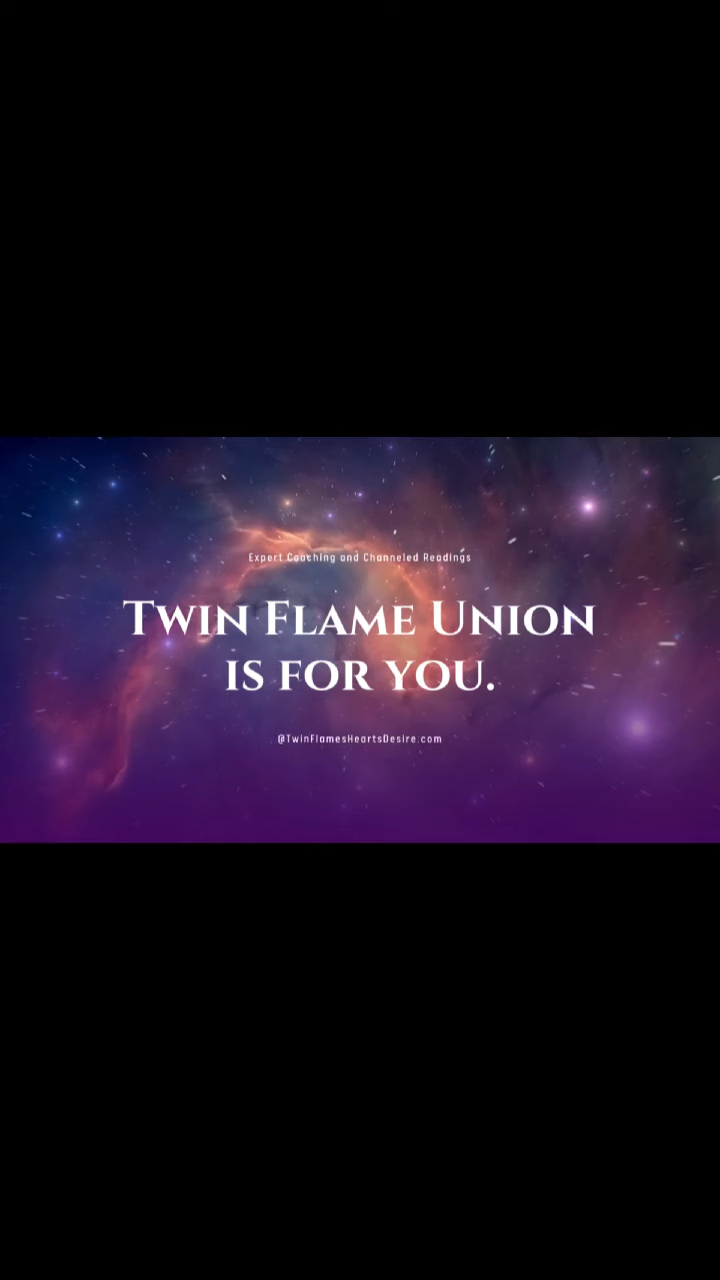 Expert Coaching and Channeled Readings
Twin Flame Union
is for you.
@TwinFlamesHeartsDesire.com